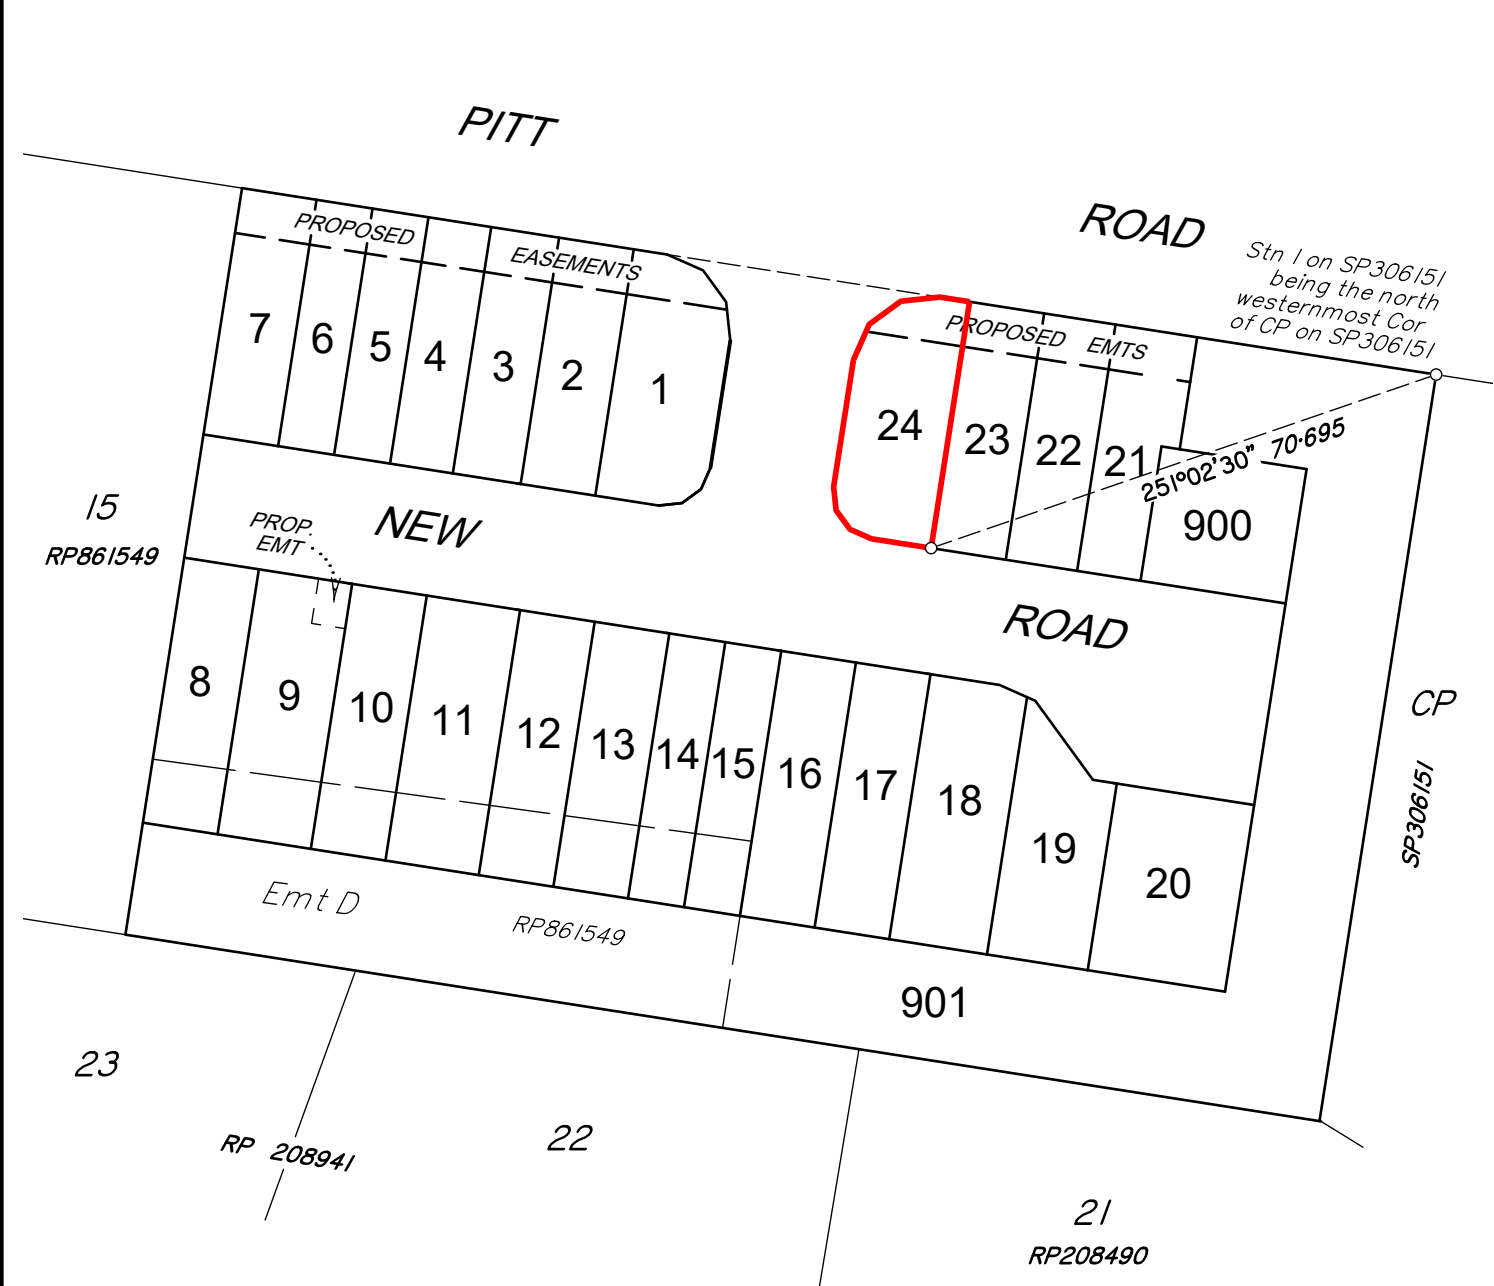 PITT
ROAD
Stn 1 on SP306151
being the north
westernmost Cor
of CP on SP306151
PROPOSED
EASEMENTS
PROPOSED EMTS
7
6
5
4
3
2
1
24
23
22
21
251°02'30" 70·695
900
15
RP861549
PROP.
EMT
NEW
ROAD
8
9
10
11
12
13
14
15
16
17
18
19
20
CP
SP306151
Emt D
RP861549
901
23
22
RP 208941
21
RP208490